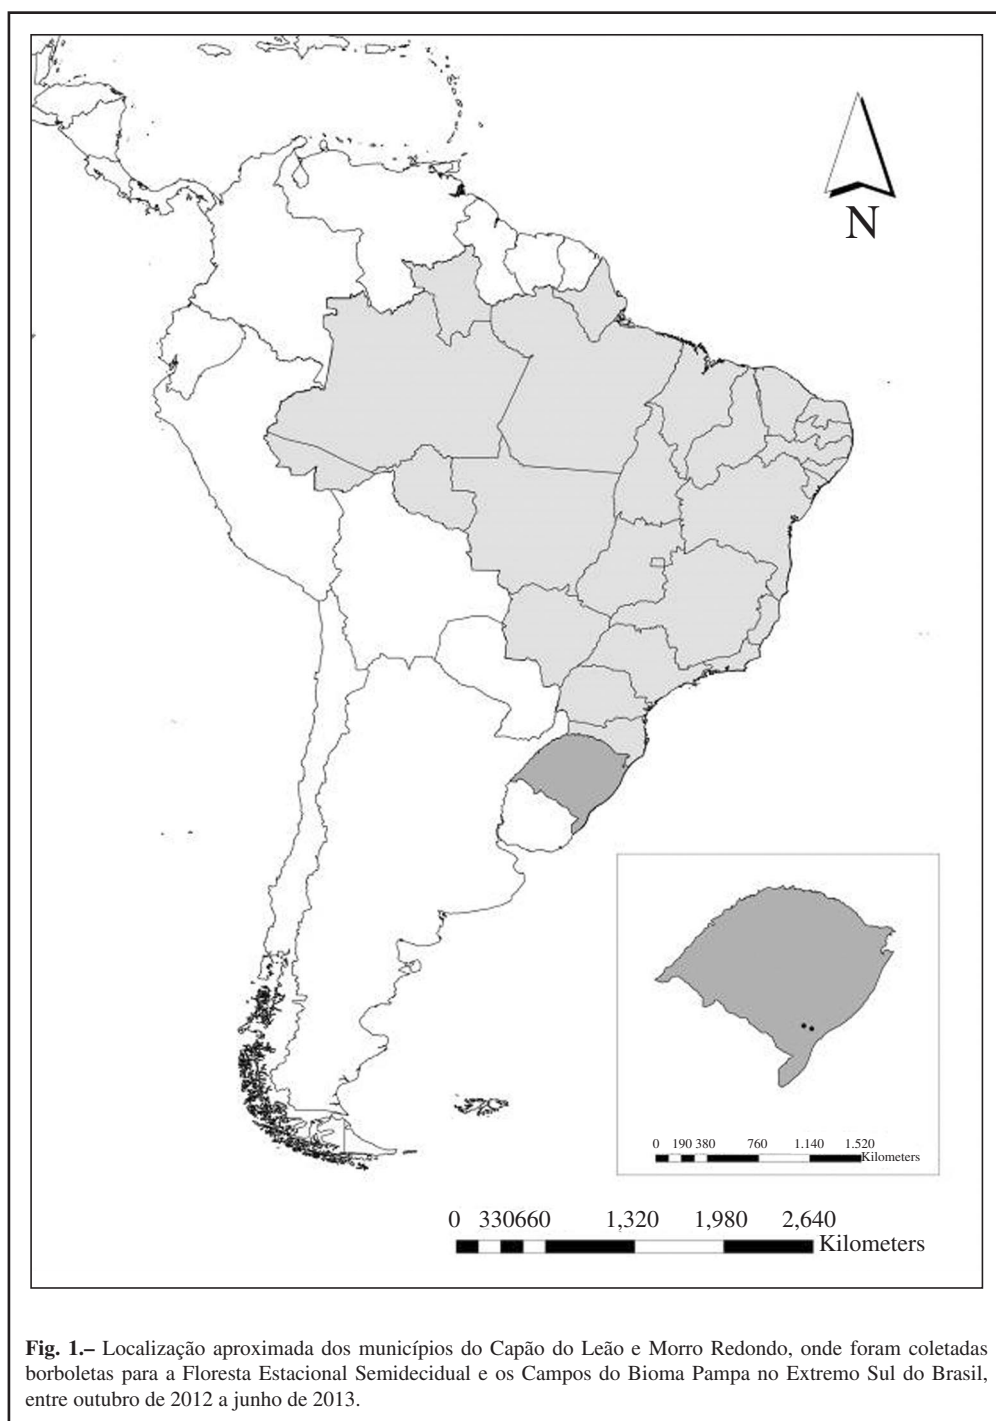 N
0 190 380 760 1.140 1.520
Kilometers
0 330660 1,320 1,980 2,640
Kilometers
Fig. 1.– Localização aproximada dos municípios do Capão do Leão e Morro Redondo, onde foram coletadas
borboletas para a Floresta Estacional Semidecidual e os Campos do Bioma Pampa no Extremo Sul do Brasil,
entre outubro de 2012 a junho de 2013.